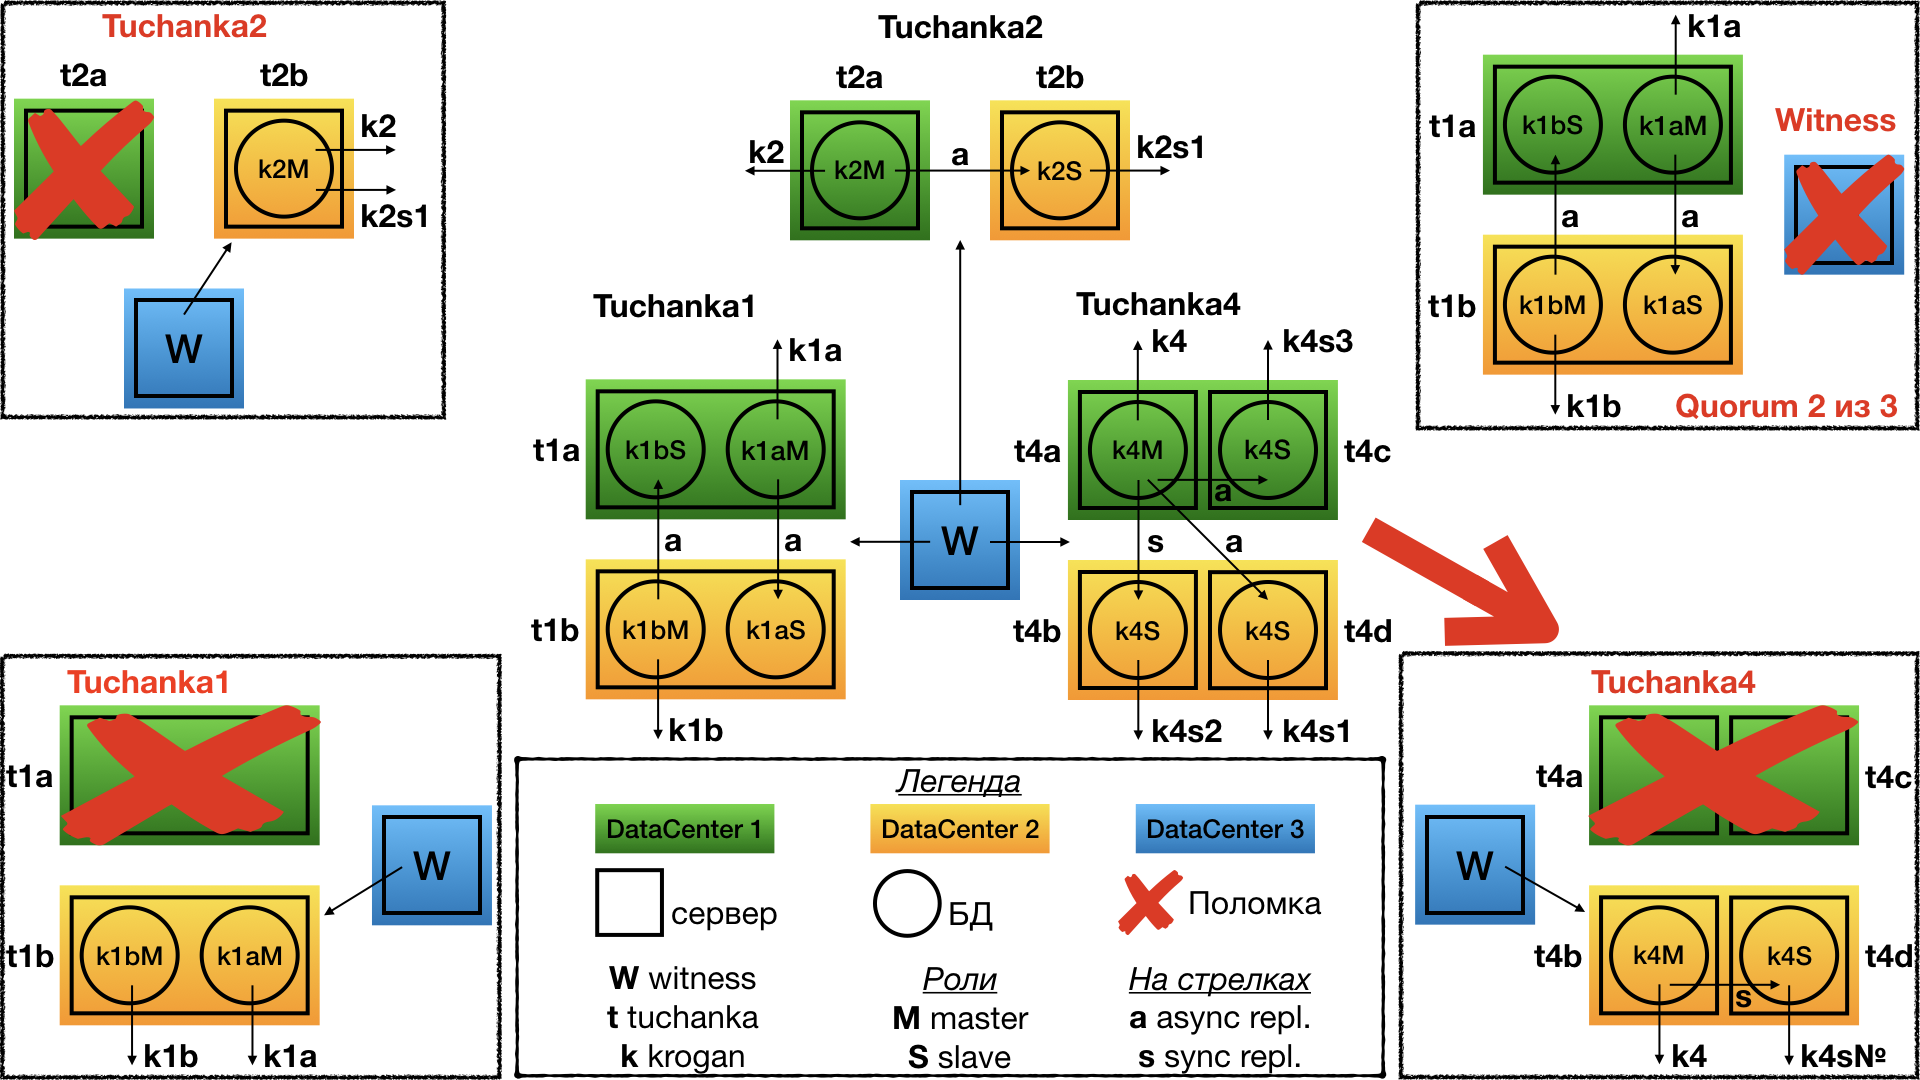 Tuchanka2
t2a
t2b
k2M
k2
k2s1
W
Tuchanka2
t2a
t2b
k2
k2M
a
k2S
k2s1
k1a
t1a
k1bS
k1aM
Witness
a
a
t1b
k1bM
k1aS
k1b
Quorum 2 из 3
Tuchanka1
k1a
t1a
k1bS
k1aM
a
a
t1b
k1bM
k1aS
k1b
W
Tuchanka4
k4
k4s3
t4a
k4M
k4S
t4c
a
s
a
t4b
k4S
k4S
t4d
k4s2
k4s1
Tuchanka1
t1a
W
t1b
k1bM
k1aM
k1b
k1a
Легенда
DataCenter 1
DataCenter 2
DataCenter 3
сервер
БД
Поломка
W witness
t tuchanka
k krogan
Роли
M master
S slave
На стрелках
a async repl.
s sync repl.
Tuchanka4
t4a
t4c
W
t4b
k4M
k4S
t4d
s
k4
k4s№